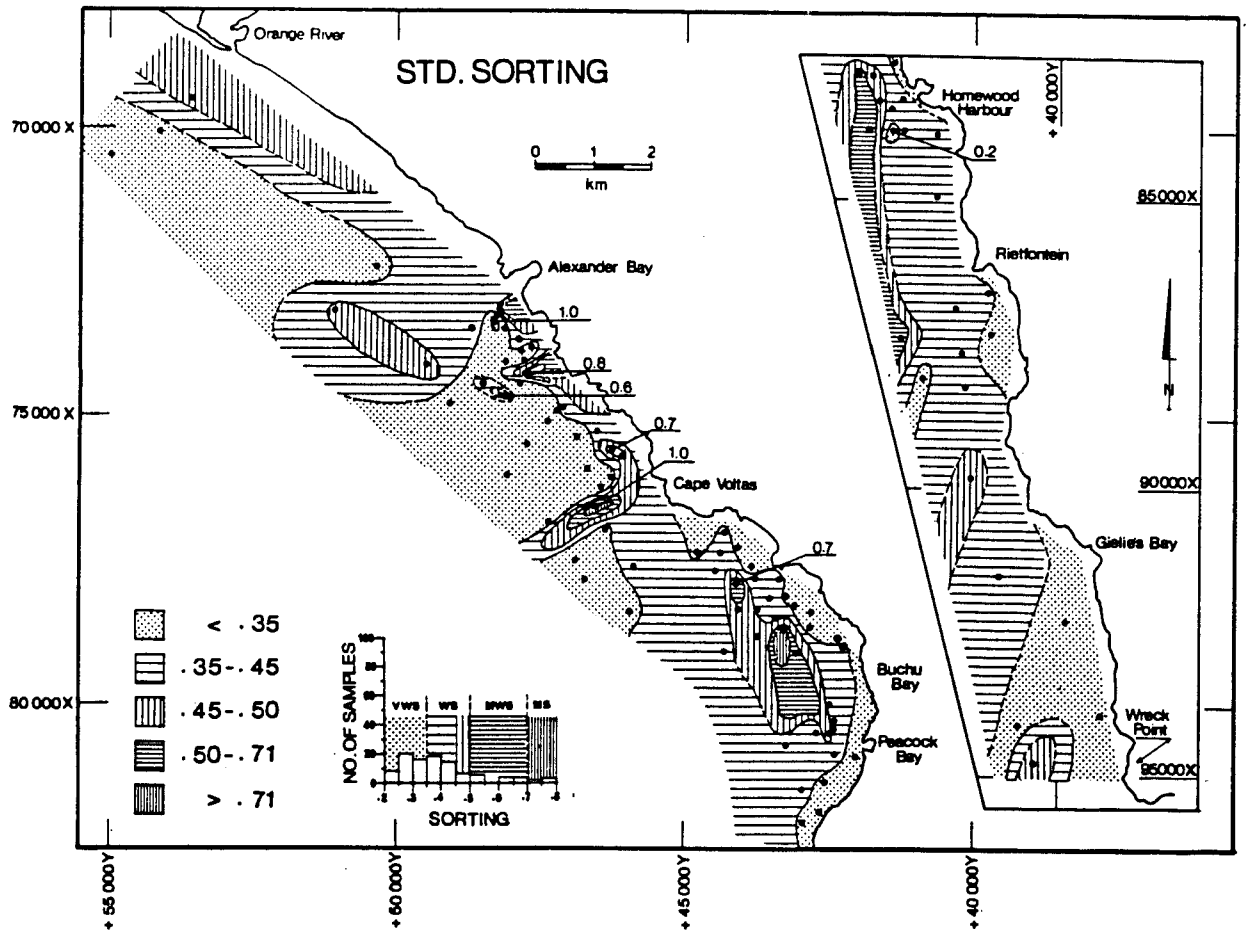 Orange River
STD. SORTING
Homewood
Harbour
+ 40 000Y
70 000 X
0 1 2
km
0.2
85000X
Alexander Bay
Rietfontein
1.0
0.8
0.6
N
75 000 X
0.7
1.0
Cape Voltas
90000X
Gielie's Bay
0.7
< .35
.35-.45
.45-.50
.50-.71
> .71
NO. OF SAMPLES
100
80
60
40
20
0
VWS WS MWS MS
.2 .3 .4 .5 .6 .7 .8
SORTING
Buchu
Bay
Peacock
Bay
Wreck
Point
80 000X
95000X
+ 55 000Y
+ 50 000Y
+ 45 000Y
+ 40 000Y